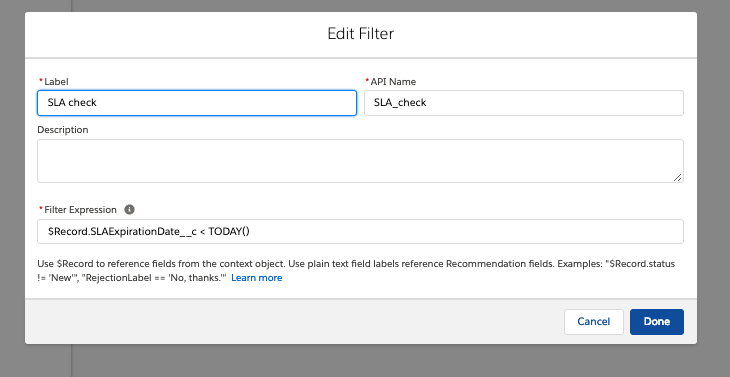 Edit Filter
* Label
* API Name
SLA check
SLA_check
Description
* Filter Expression
$Record.SLAExpirationDate__c < TODAY()
Use $Record to reference fields from the context object. Use plain text field labels reference Recommendation fields. Examples: "$Record.status
!= 'New'", "RejectionLabel == 'No, thanks.'" Learn more
Cancel
Done